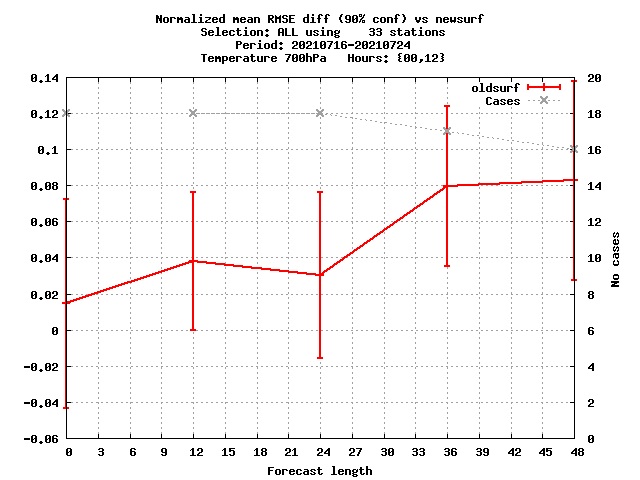 Normalized mean RMSE diff (90% conf) vs newsurf
Selection: ALL using    33 stations
Period: 20210716-20210724
Temperature 700hPa   Hours: {00,12}
oldsurf
Cases
0.14
0.12
0.1
0.08
0.06
0.04
0.02
0
-0.02
-0.04
-0.06
20
18
16
14
12
10
8
6
4
2
0
No cases
0 3 6 9 12 15 18 21 24 27 30 33 36 39 42 45 48
Forecast length